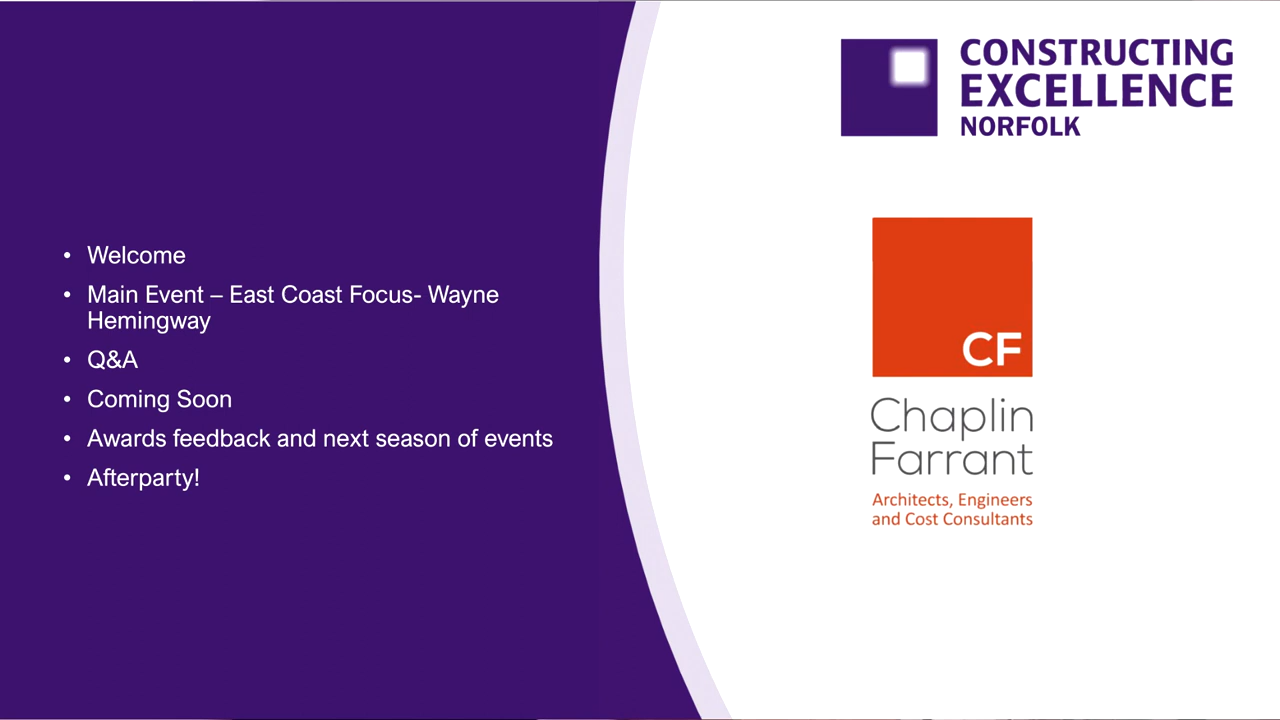 • Welcome
• Main Event – East Coast Focus- Wayne
Hemingway
• Q&A
• Coming Soon
• Awards feedback and next season of events
• Afterparty!
CONSTRUCTING
EXCELLENCE
NORFOLK
CF
Chaplin
Farrant
Architects, Engineers
and Cost Consultants